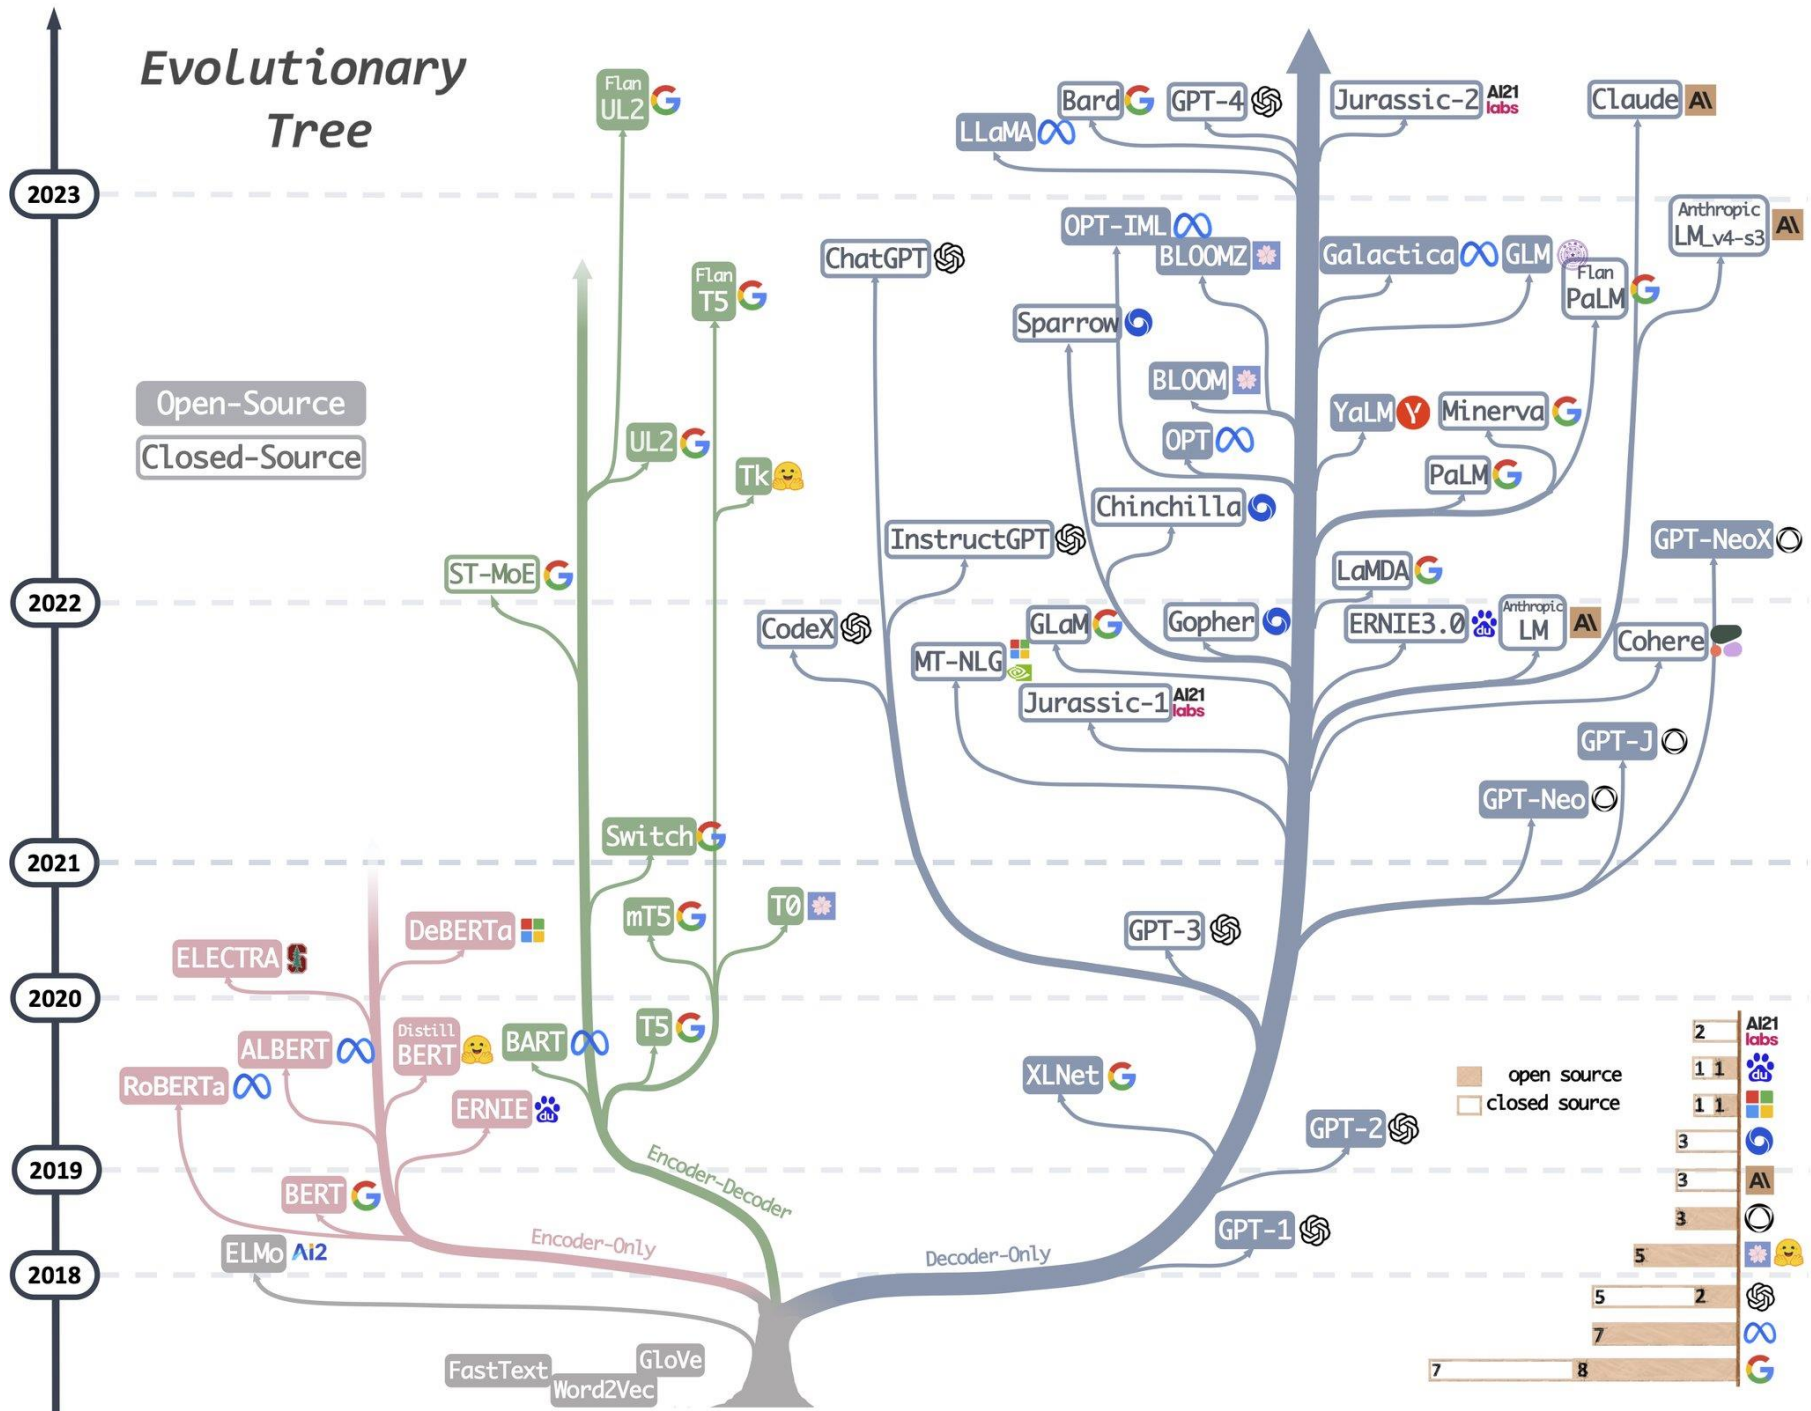 Evolutionary
Tree
Open-Source
Closed-Source
2023
2022
2021
2020
2019
2018
Flan
UL2
Flan
T5
UL2
Tk
ST-MoE
Switch
mT5
T0
BART
T5
Encoder-Decoder
DeBERTa
ELECTRA
Distill
BERT
ALBERT
RoBERTa
ERNIE
du
BERT
Encoder-Only
ELMo
Ai2
FastText
Word2Vec
GloVe
Bard
GPT-4
Jurassic-2
AI21
labs
Claude
A\
LLaMA
OPT-IML
Anthropic
LM_v4-s3
A\
ChatGPT
BLOOMZ
Galactica
GLM
Flan
PaLM
Sparrow
BLOOM
YaLM
Y
Minerva
OPT
PaLM
Chinchilla
InstructGPT
GPT-NeoX
LaMDA
CodeX
GLaM
Gopher
ERNIE3.0
du
Anthropic
LM
A\
Cohere
MT-NLG
Jurassic-1
AI21
labs
GPT-J
GPT-Neo
GPT-3
XLNet
GPT-2
GPT-1
Decoder-Only
open source
closed source
2
AI21
labs
1 1
du
1 1
3
3
A\
3
5
5 2
7
7 8